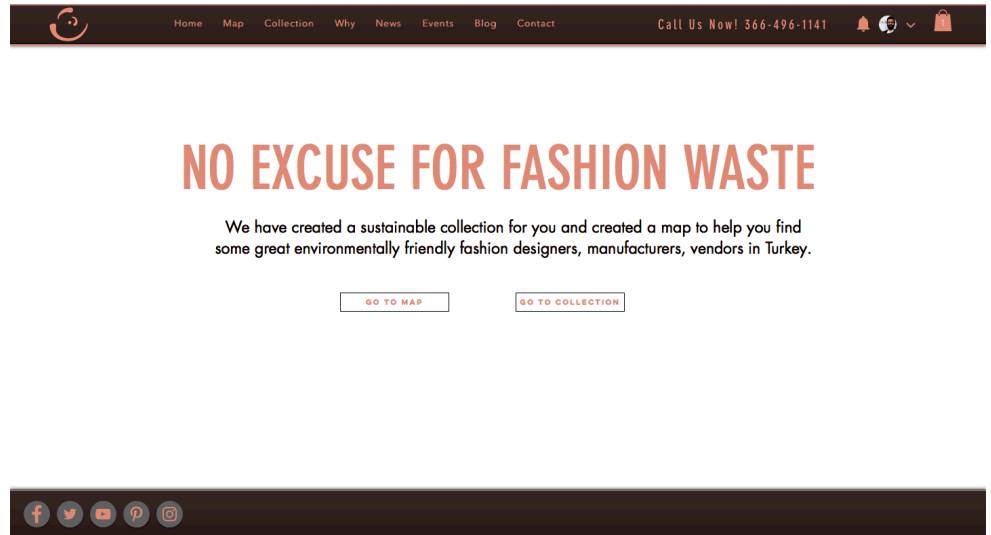 Home Map Collection Why News Events Blog Contact Call Us Now! 366-496-1141 1
NO EXCUSE FOR FASHION WASTE
We have created a sustainable collection for you and created a map to help you find
some great environmentally friendly fashion designers, manufacturers, vendors in Turkey.
GO TO MAP GO TO COLLECTION